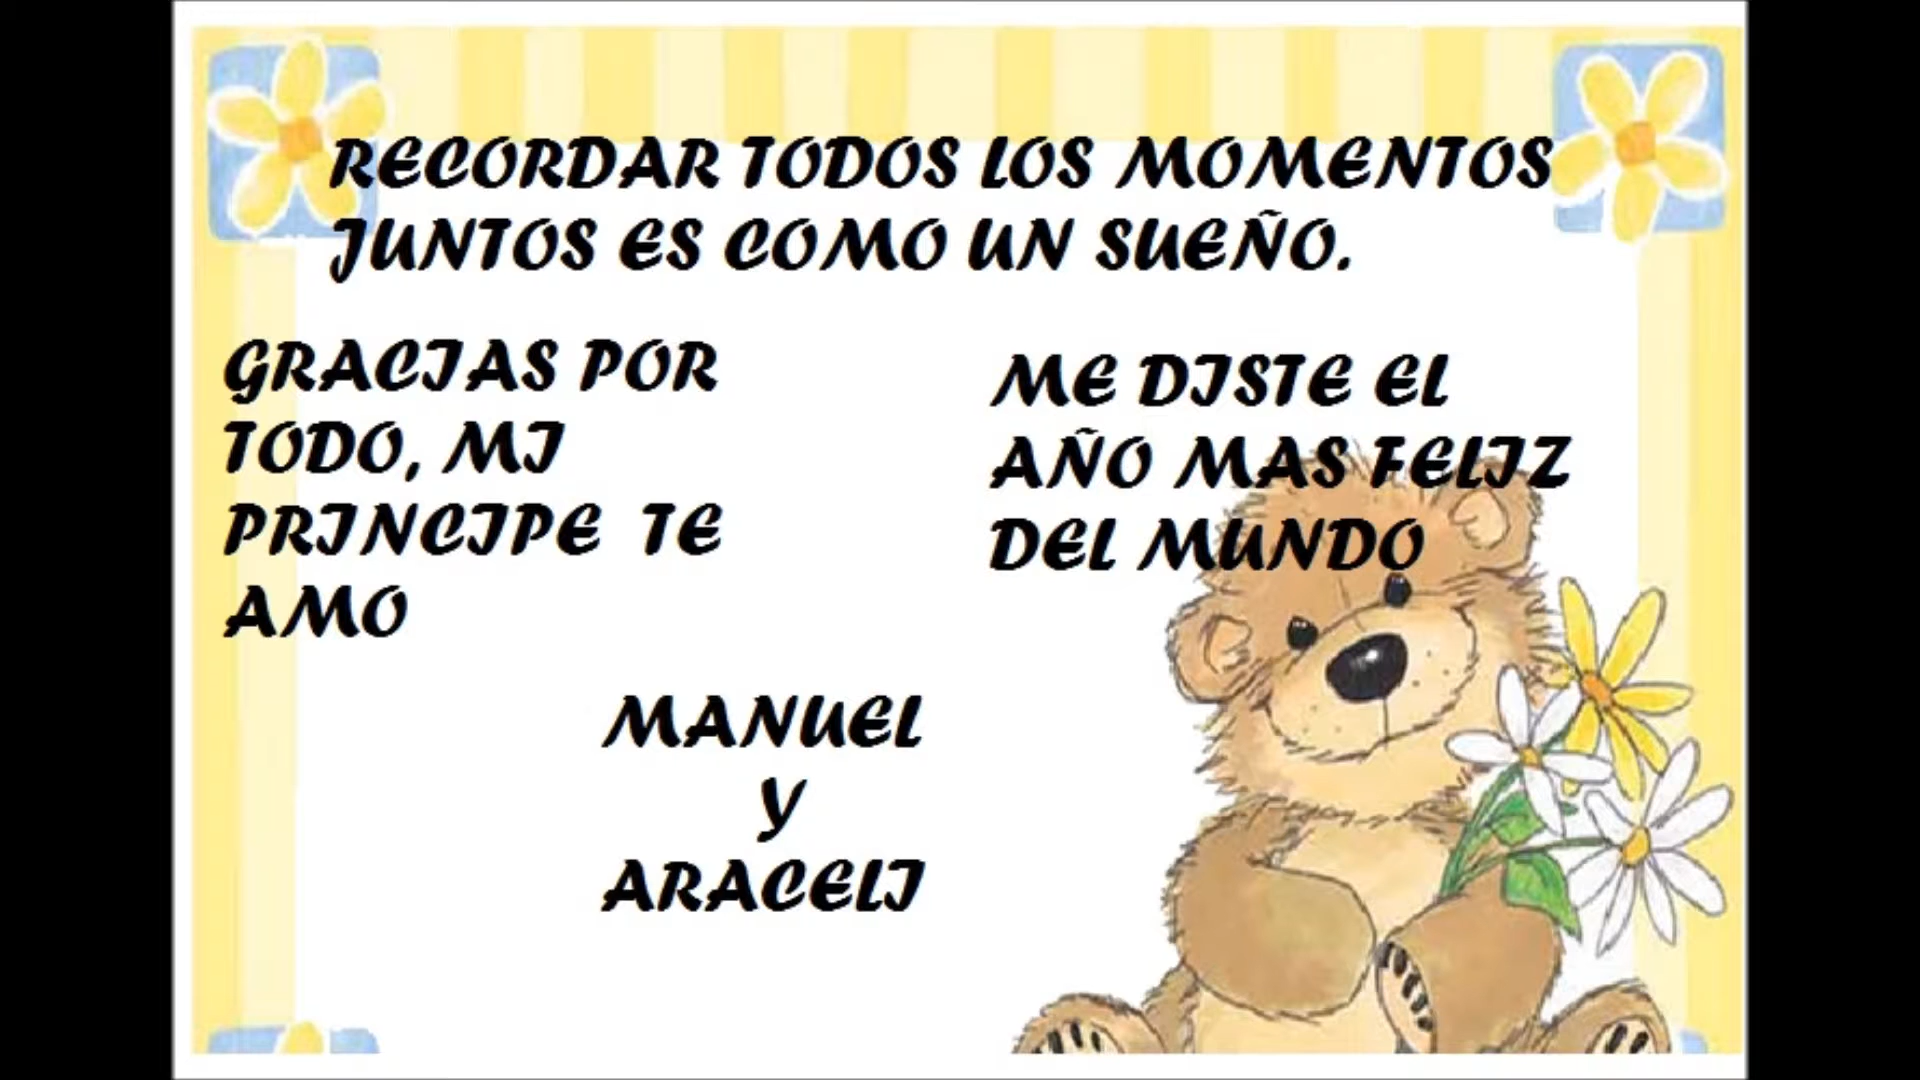 RECORDAR TODOS LOS MOMENTOS
JUNTOS ES COMO UN SUEÑO.
GRACIAS POR
TODO, MI
PRINCIPE TE
AMO
ME DISTE EL
AÑO MAS FELIZ
DEL MUNDO
MANUEL
Y
ARACELI